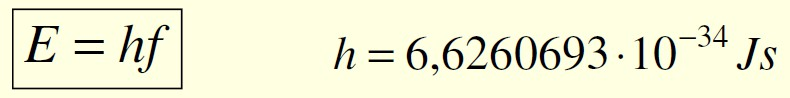 E = hf h = 6,6260693·10⁻³⁴ Js